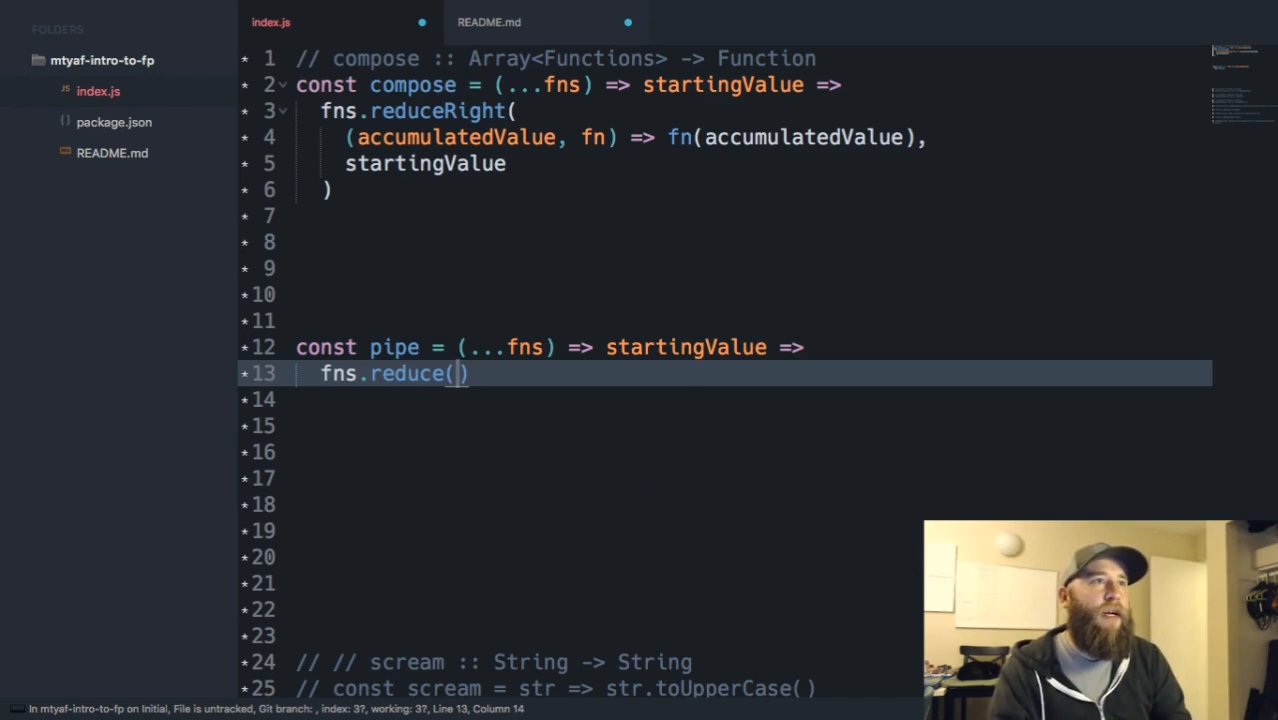 FOLDERS
mtyaf-intro-to-fp
index.js
package.json
README.md
index.js
README.md
1 // compose :: Array<Functions> -> Function
2 const compose = (...fns) => startingValue =>
3 fns.reduceRight(
4 (accumulatedValue, fn) => fn(accumulatedValue),
5 startingValue
6 )
7
8
9
10
11
12 const pipe = (...fns) => startingValue =>
13 fns.reduce()
14
15
16
17
18
19
20
21
22
23
24 // // scream :: String -> String
25 // const scream = str => str.toUpperCase()
In mtyaf-intro-to-fp on Initial, File is untracked, Git branch: , index: 3?, working: 3?, Line 13, Column 14